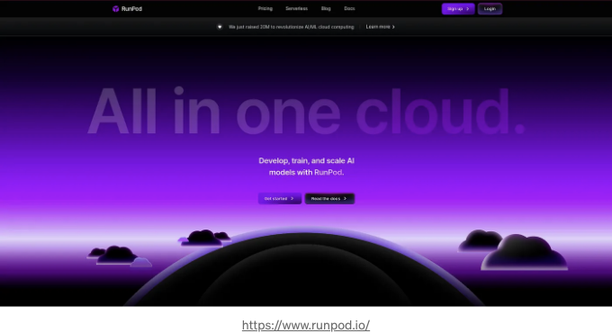 RunPod
Pricing
Serverless
Blog
Docs
Sign up
Login
We just raised 20M to revolutionize AI/ML cloud computing
Learn more
All in one cloud.
Develop, train, and scale AI
models with RunPod.
Get started
Read the docs
https://www.runpod.io/